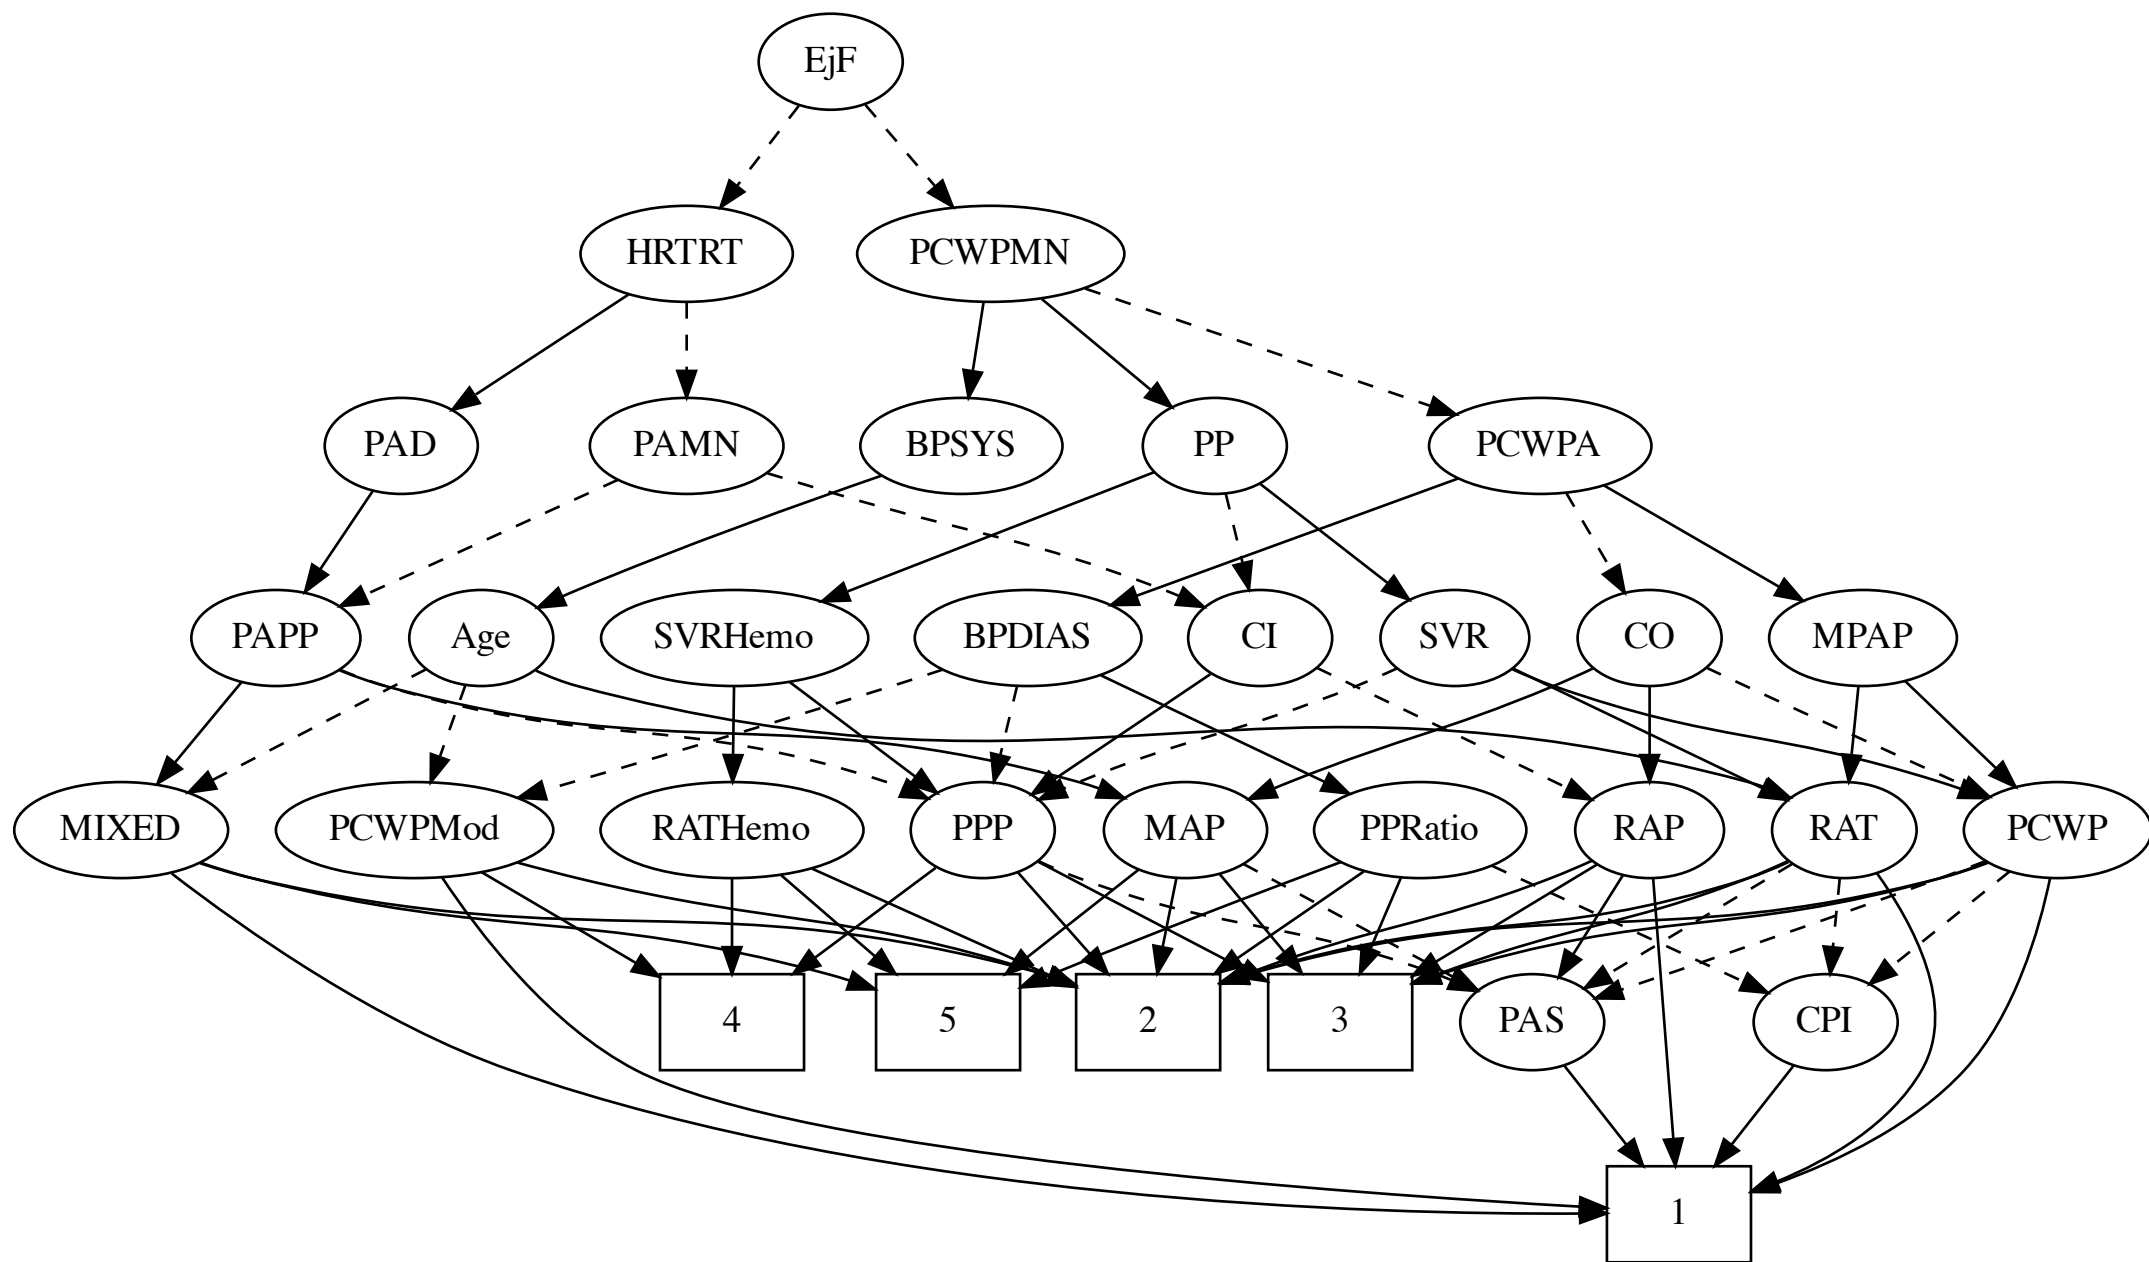 EjF
HRTRT
PCWPMN
PAD
PAMN
BPSYS
PP
PCWPA
PAPP
Age
SVRHemo
BPDIAS
CI
SVR
CO
MPAP
MIXED
PCWPMod
RATHemo
PPP
MAP
PPRatio
RAP
RAT
PCWP
4
5
2
3
PAS
CPI
1